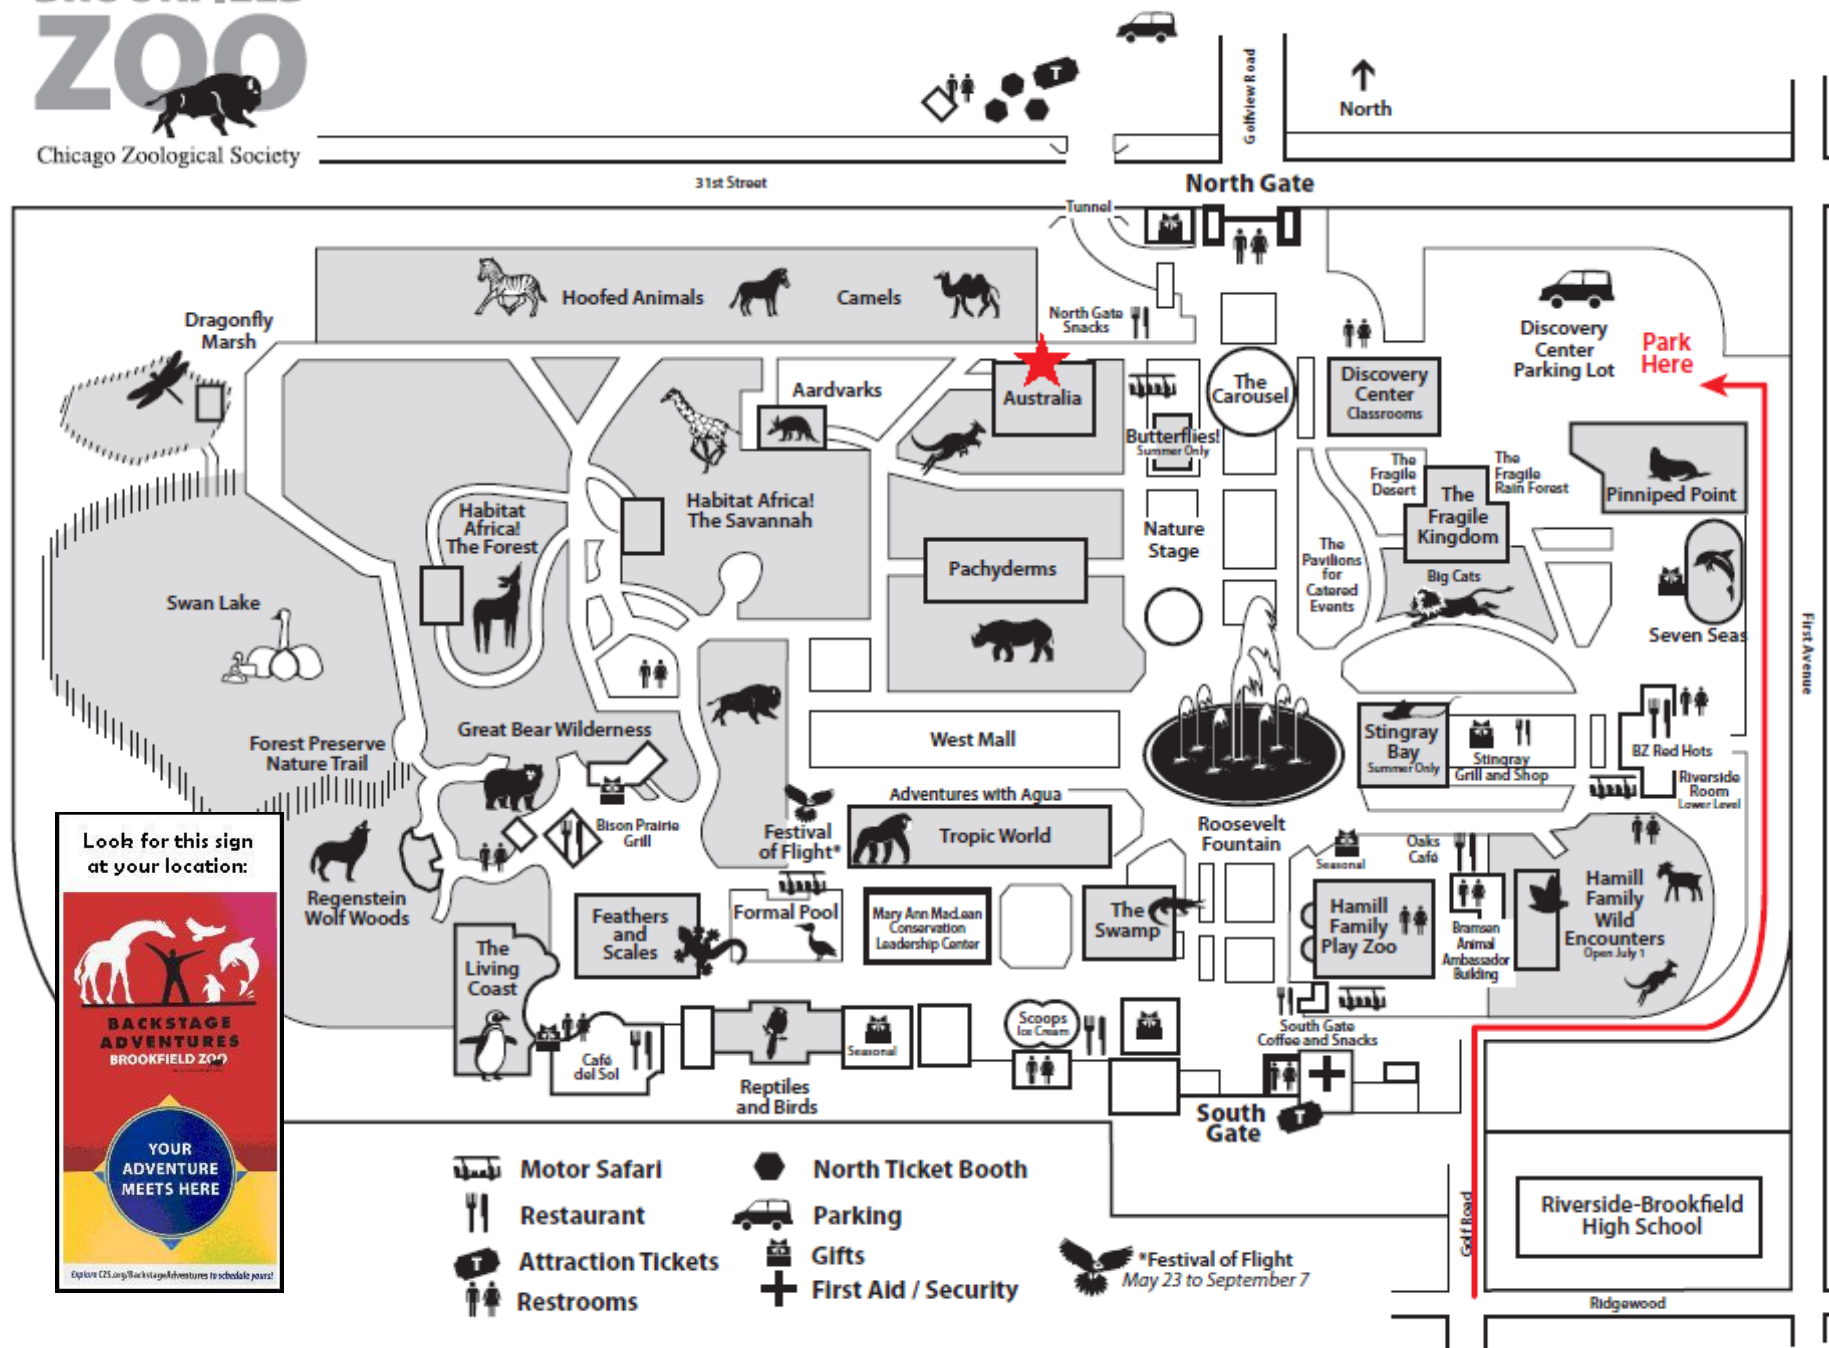 ZOO
Chicago Zoological Society
T
Golfview Road
North
31st Street
North Gate
Tunnel
Hoofed Animals
Camels
North Gate
Snacks
Dragonfly
Marsh
Discovery
Center
Parking Lot
Park
Here
Aardvarks
Australia
The
Carousel
Discovery
Center
Classrooms
Butterflies!
Summer Only
The
Fragile
Desert
The
Fragile
Rain Forest
The
Fragile
Kingdom
Pinniped Point
Habitat
Africa!
The Forest
Habitat Africa!
The Savannah
Nature
Stage
The
Pavilions
for
Catered
Events
Pachyderms
Big Cats
Swan Lake
Seven Seas
First Avenue
Great Bear Wilderness
Forest Preserve
Nature Trail
West Mall
Stingray
Bay
Summer Only
Stingray
Grill and Shop
BZ Red Hots
Riverside
Room
Lower Level
Adventures with Agua
Bison Prairie
Grill
Festival
of Flight*
Tropic World
Roosevelt
Fountain
Seasonal
Oaks
Café
Regenstein
Wolf Woods
Feathers
and
Scales
Formal Pool
Mary Ann MacLean
Conservation
Leadership Center
The
Swamp
Hamill
Family
Play Zoo
Bramsen
Animal
Ambassador
Building
Hamill
Family
Wild
Encounters
Open July 1
The
Living
Coast
Café
del Sol
Seasonal
Scoops
Ice Cream
South Gate
Coffee and Snacks
Reptiles
and Birds
South
Gate
T
Look for this sign
at your location:
BACKSTAGE
ADVENTURES
BROOKFIELD ZOO
YOUR
ADVENTURE
MEETS HERE
Explore CZS.org/BackstageAdventures to schedule yours!
Motor Safari
Restaurant
T
Attraction Tickets
Restrooms
North Ticket Booth
Parking
Gifts
First Aid / Security
*Festival of Flight
May 23 to September 7
Golf Road
Riverside-Brookfield
High School
Ridgewood